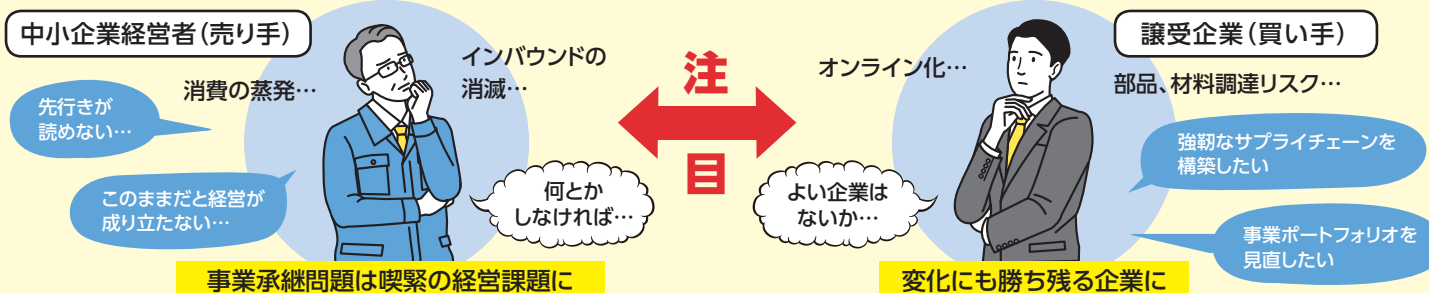 中小企業経営者（売り手）
消費の蒸発…
インバウンドの
消滅…
先行きが
読めない…
このままだと経営が
成り立たない…
何とか
しなければ…
事業承継問題は喫緊の経営課題に
注
目
譲受企業（買い手）
オンライン化…
部品、材料調達リスク…
強靭なサプライチェーンを
構築したい
よい企業は
ないか…
事業ポートフォリオを
見直したい
変化にも勝ち残る企業に